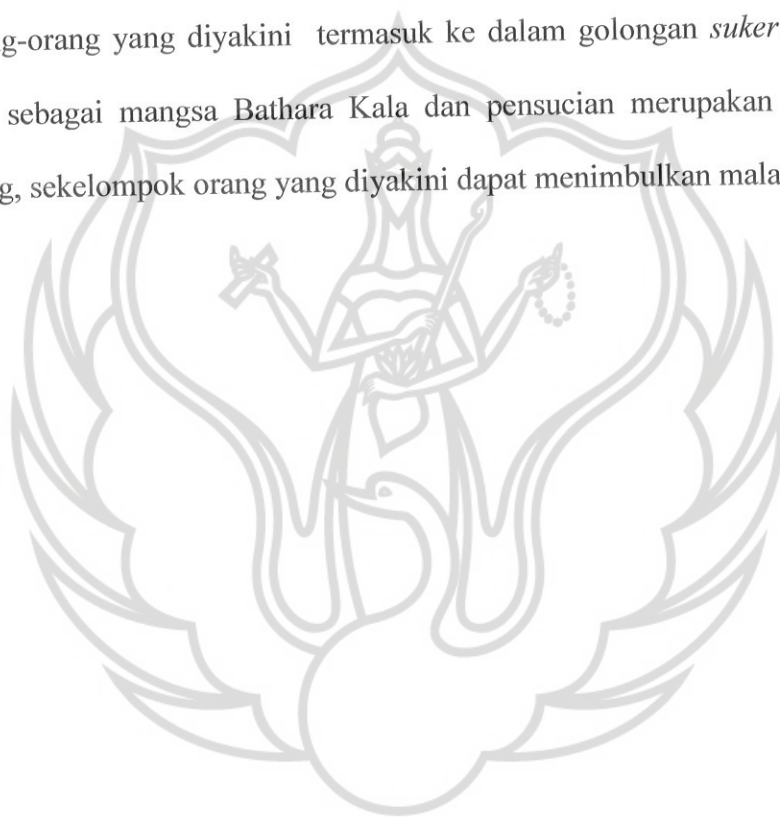 g-orang yang diyakini termasuk ke dalam golongan suker
sebagai mangsa Bathara Kala dan pensucian merupakan
g, sekelompok orang yang diyakini dapat menimbulkan mala